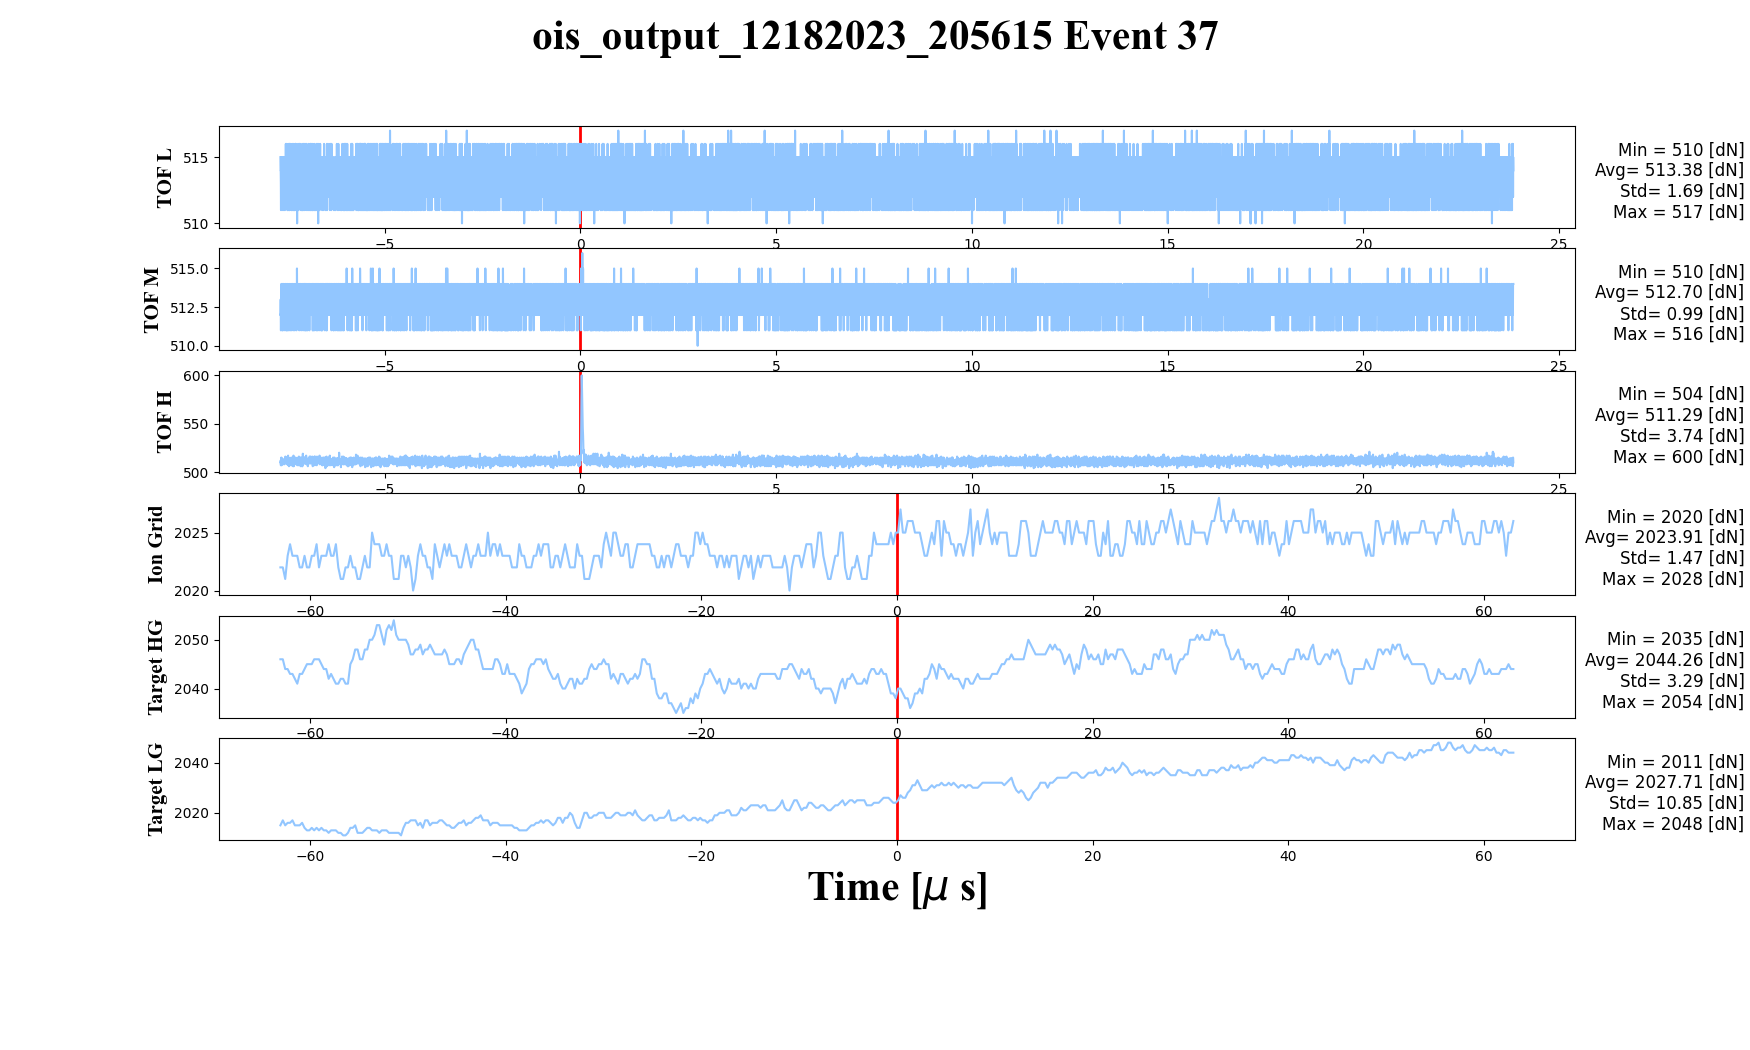 ois_output_12182023_205615 Event 37
TOF L
515
510
−5 0 5 10 15 20 25
Min = 510 [dN]
Avg= 513.38 [dN]
Std= 1.69 [dN]
Max = 517 [dN]
TOF M
515.0
512.5
510.0
−5 0 5 10 15 20 25
Min = 510 [dN]
Avg= 512.70 [dN]
Std= 0.99 [dN]
Max = 516 [dN]
TOF H
600
550
500
−5 0 5 10 15 20 25
Min = 504 [dN]
Avg= 511.29 [dN]
Std= 3.74 [dN]
Max = 600 [dN]
Ion Grid
2025
2020
−60 −40 −20 0 20 40 60
Min = 2020 [dN]
Avg= 2023.91 [dN]
Std= 1.47 [dN]
Max = 2028 [dN]
Target HG
2050
2040
−60 −40 −20 0 20 40 60
Min = 2035 [dN]
Avg= 2044.26 [dN]
Std= 3.29 [dN]
Max = 2054 [dN]
Target LG
2040
2020
−60 −40 −20 0 20 40 60
Min = 2011 [dN]
Avg= 2027.71 [dN]
Std= 10.85 [dN]
Max = 2048 [dN]
Time [μ s]